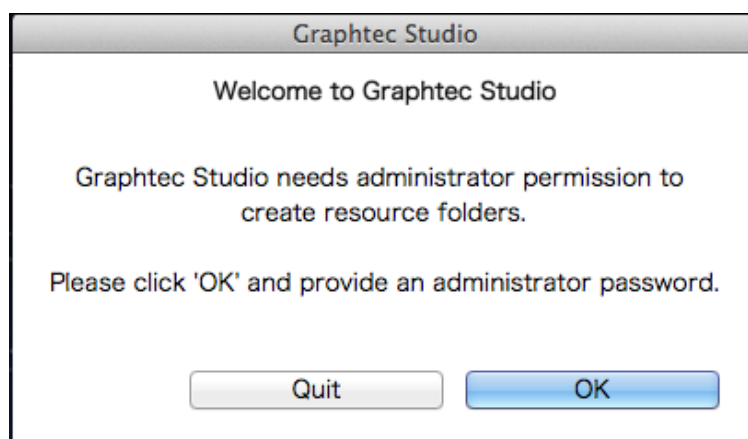 Graphtec Studio
Welcome to Graphtec Studio
Graphtec Studio needs administrator permission to
create resource folders.
Please click 'OK' and provide an administrator password.
Quit
OK